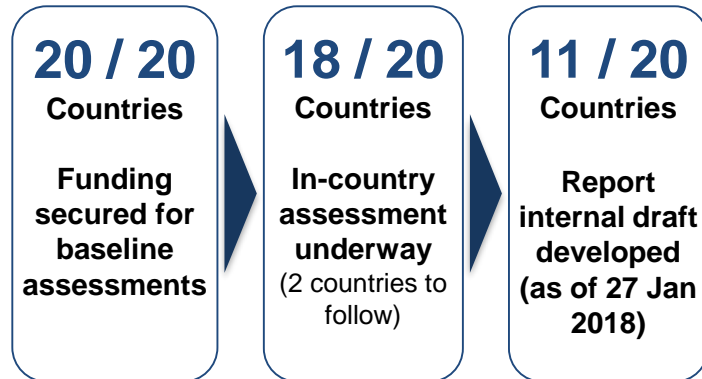 20 / 20
Countries
Funding
secured for
baseline
assessments
18 / 20
Countries
In-country
assessment
underway
(2 countries to
follow)
11 / 20
Countries
Report
internal draft
developed
(as of 27 Jan
2018)